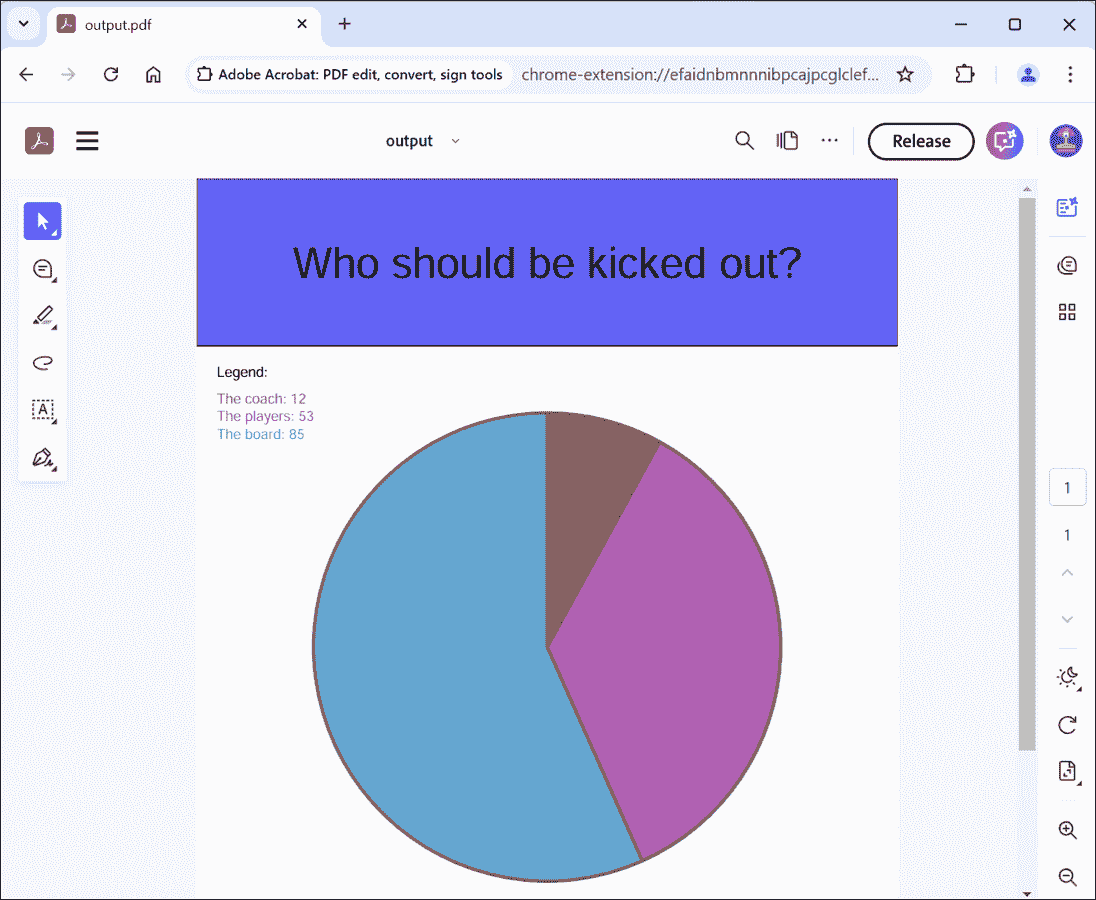 output.pdf
Adobe Acrobat: PDF edit, convert, sign tools
chrome-extension://efaidnbmnnnibpcajpcglclef...
output
Release
Who should be kicked out?
Legend:
The coach: 12
The players: 53
The board: 85
A
1
1